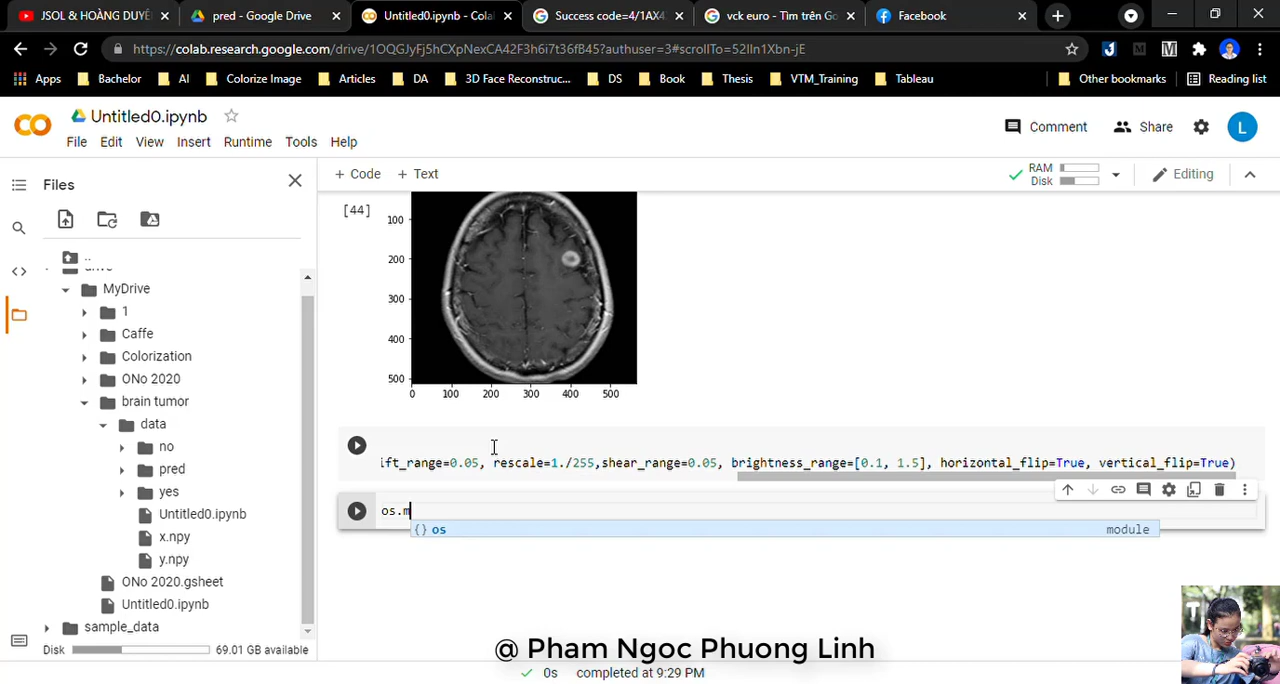 JSOL & HOÀNG DUYÊ
pred - Google Drive
Untitled0.ipynb - Cola
Success code=4/1AX4
vck euro - Tìm trên Go
Facebook
https://colab.research.google.com/drive/1OQGJyFj5hCXpNexCA42F3h6i7t36fB45?authuser=3#scrollTo=52lIn1Xbn-jE
Apps
Bachelor
AI
Colorize Image
Articles
DA
3D Face Reconstruc...
DS
Book
Thesis
VTM_Training
Tableau
Other bookmarks
Reading list
CO
Untitled0.ipynb
Comment
Share
L
File Edit View Insert Runtime Tools Help
Files
+ Code + Text
RAM
Disk
Editing
[44]
100
200
300
400
500
0 100 200 300 400 500
..
drive
MyDrive
1
Caffe
Colorization
ONo 2020
brain tumor
data
no
pred
yes
Untitled0.ipynb
x.npy
y.npy
ONo 2020.gsheet
Untitled0.ipynb
sample_data
Disk
69.01 GB available
ift_range=0.05, rescale=1./255,shear_range=0.05, brightness_range=[0.1, 1.5], horizontal_flip=True, vertical_flip=True)
os.m
{} os
module
@ Pham Ngoc Phuong Linh
0s completed at 9:29 PM